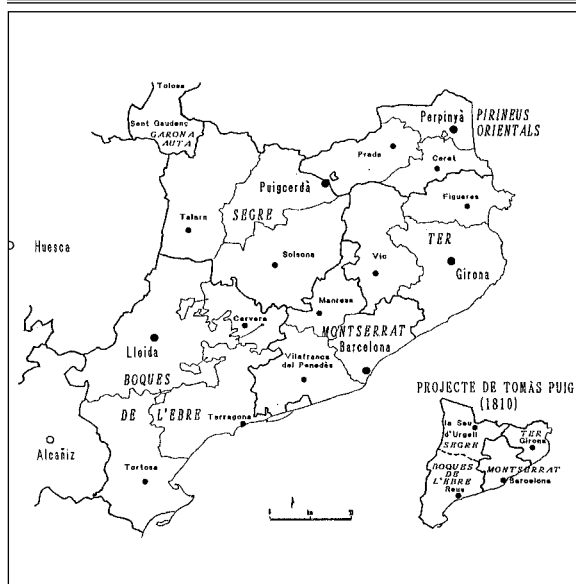 Tolosa
Sent Gaudenç
GARONA
AUTA
Perpinyà
PIRINEUS
ORIENTALS
Prada
Ceret
Puigcerdà
Figueres
SEGRE
Talarn
TER
Huesca
Solsona
Vic
Girona
Manresa
Cervera
MONTSERRAT
Lleida
Barcelona
Vilafranca
del Penedès
BOQUES
PROJECTE DE TOMÀS PUIG
(1810)
DE L'EBRE
Tarragona
la Seu
d'Urgell
SEGRE
TER
Girona
Alcañiz
BOQUES
DE
L'EBRE
Reus
MONTSERRAT
Barcelona
Tortosa